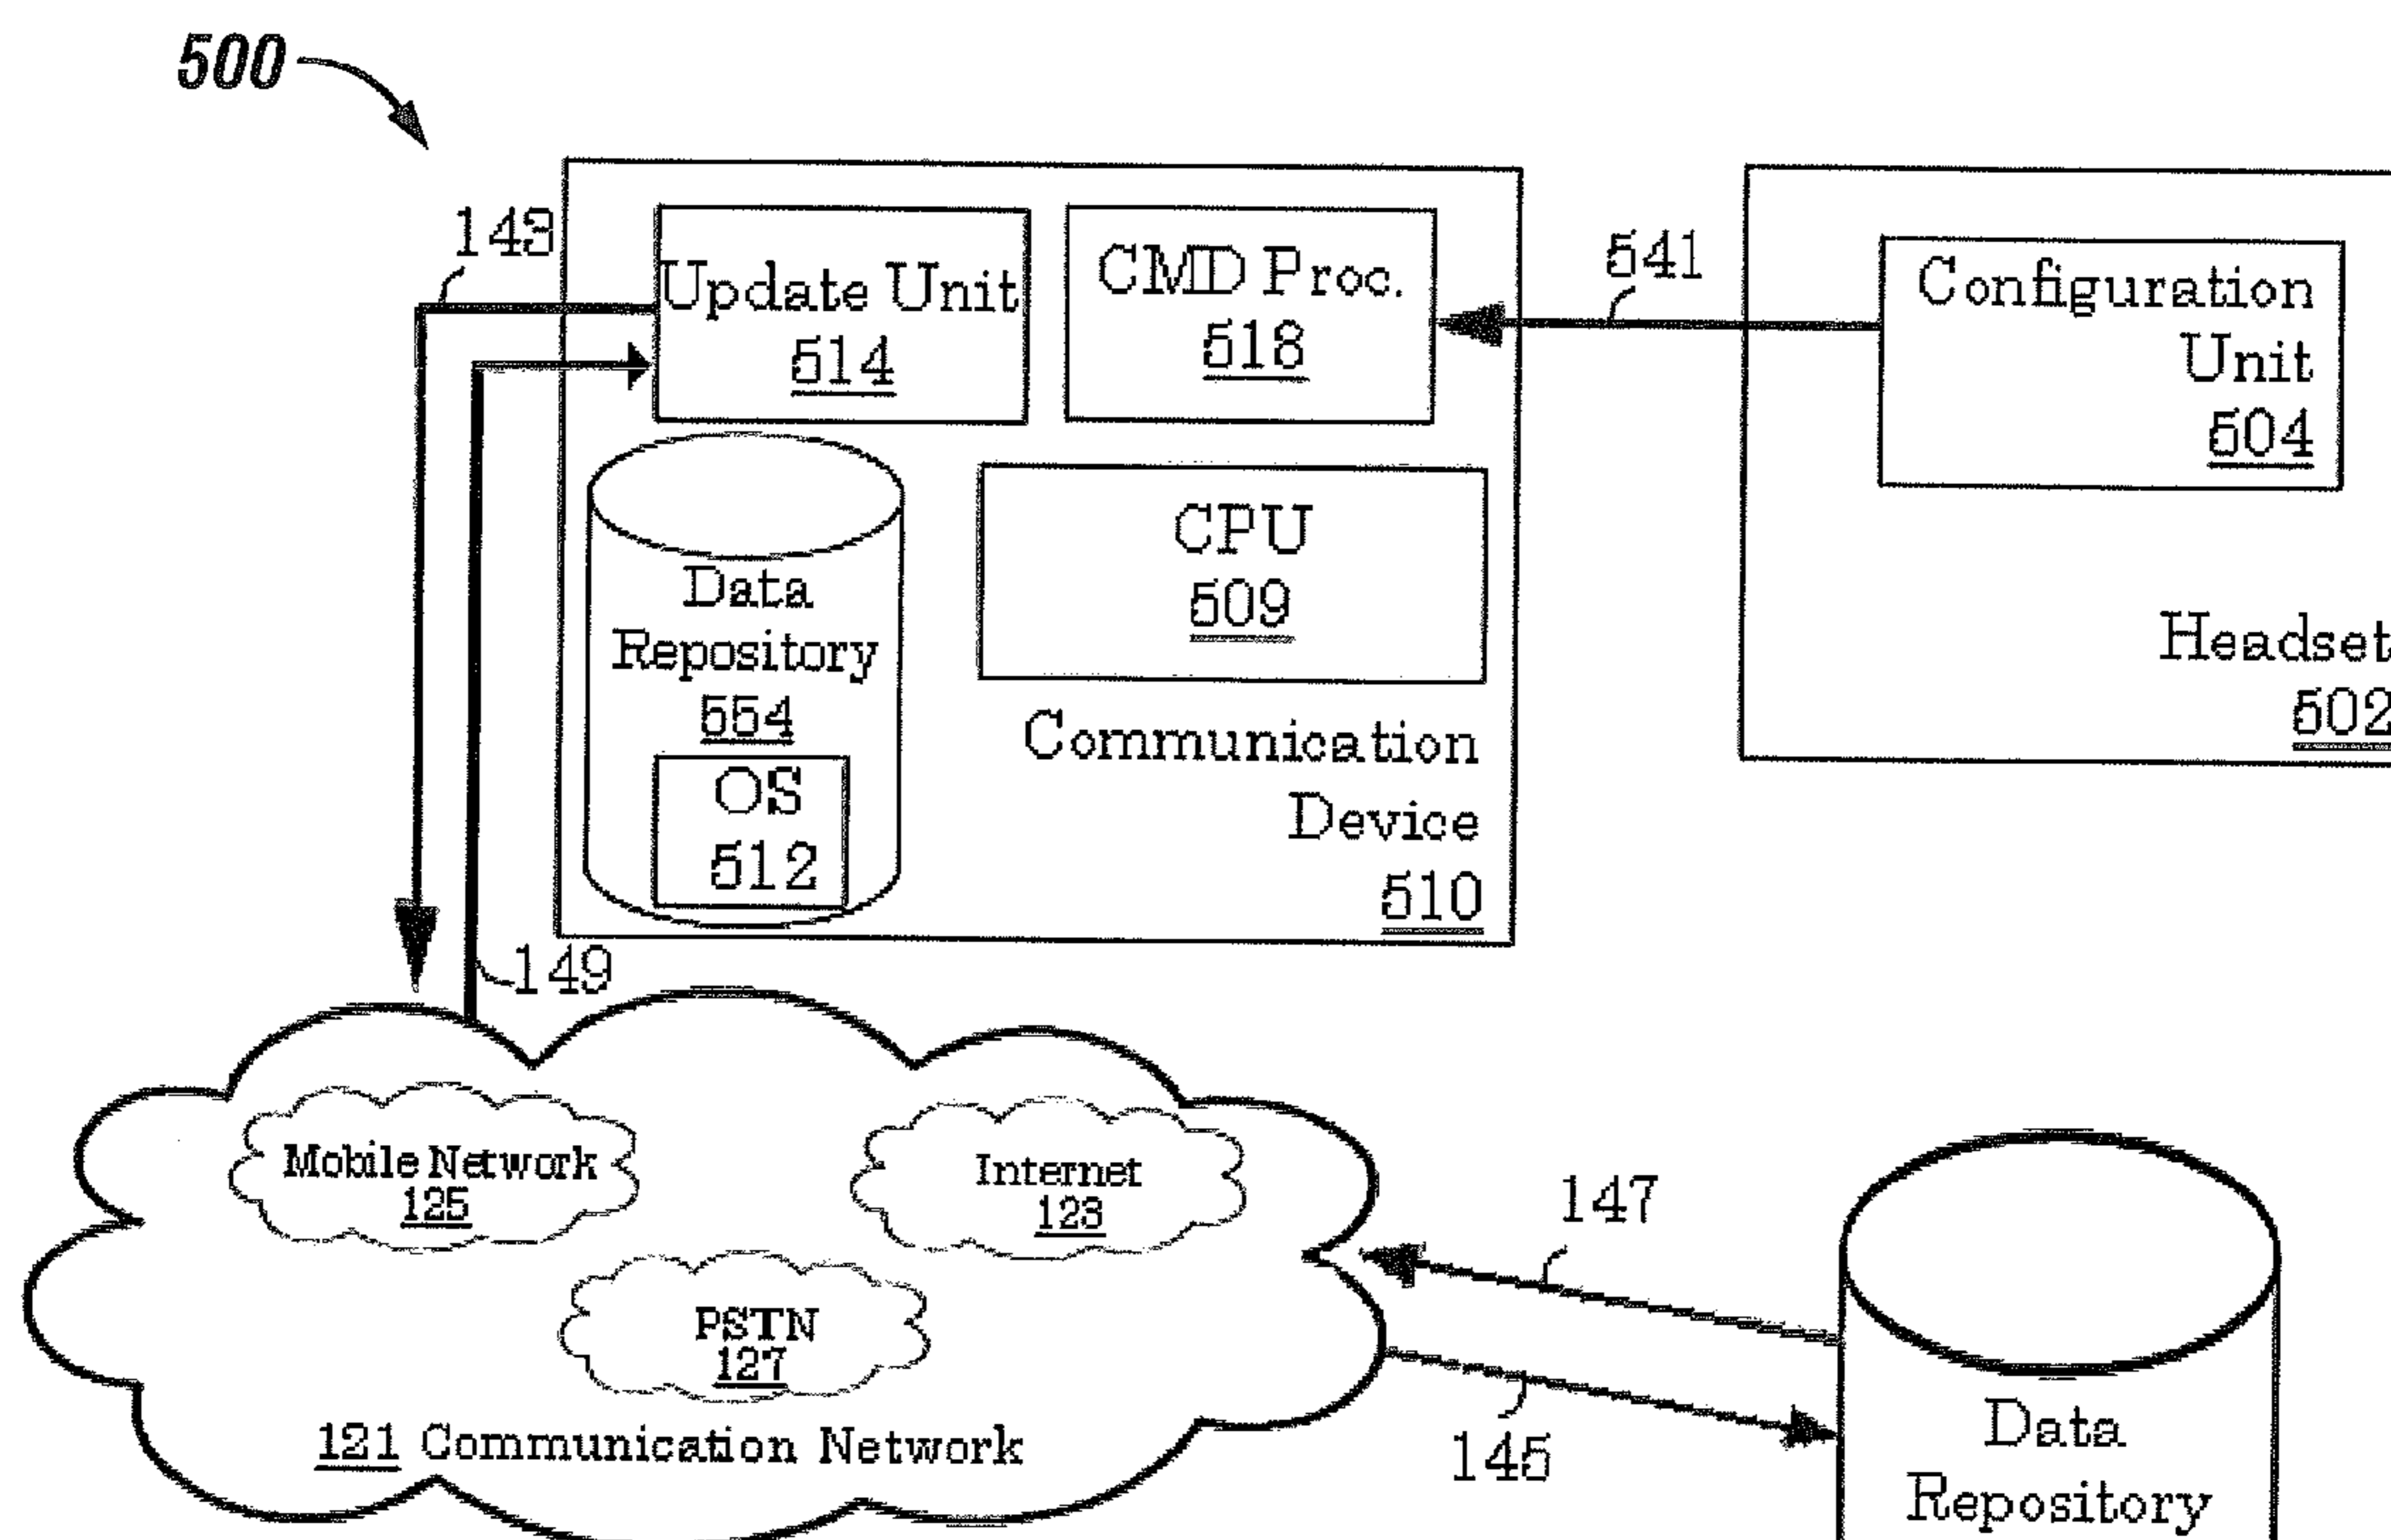 500
143
Update Unit
514
CMD Proc.
518
541
Configuration
Unit
504
CPU
509
Data
Repository
554
OS
512
Communication
Device
510
Headset
502
149
Mobile Network
125
Internet
123
PSTN
127
121 Communication Network
147
145
Data
Repository